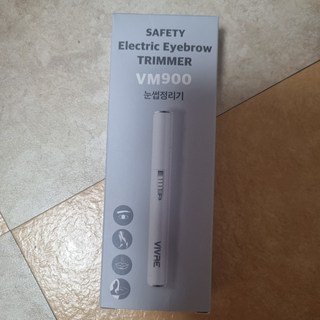 SAFETY
Electric Eyebrow
TRIMMER
VM900
눈썹정리기
VIVRE